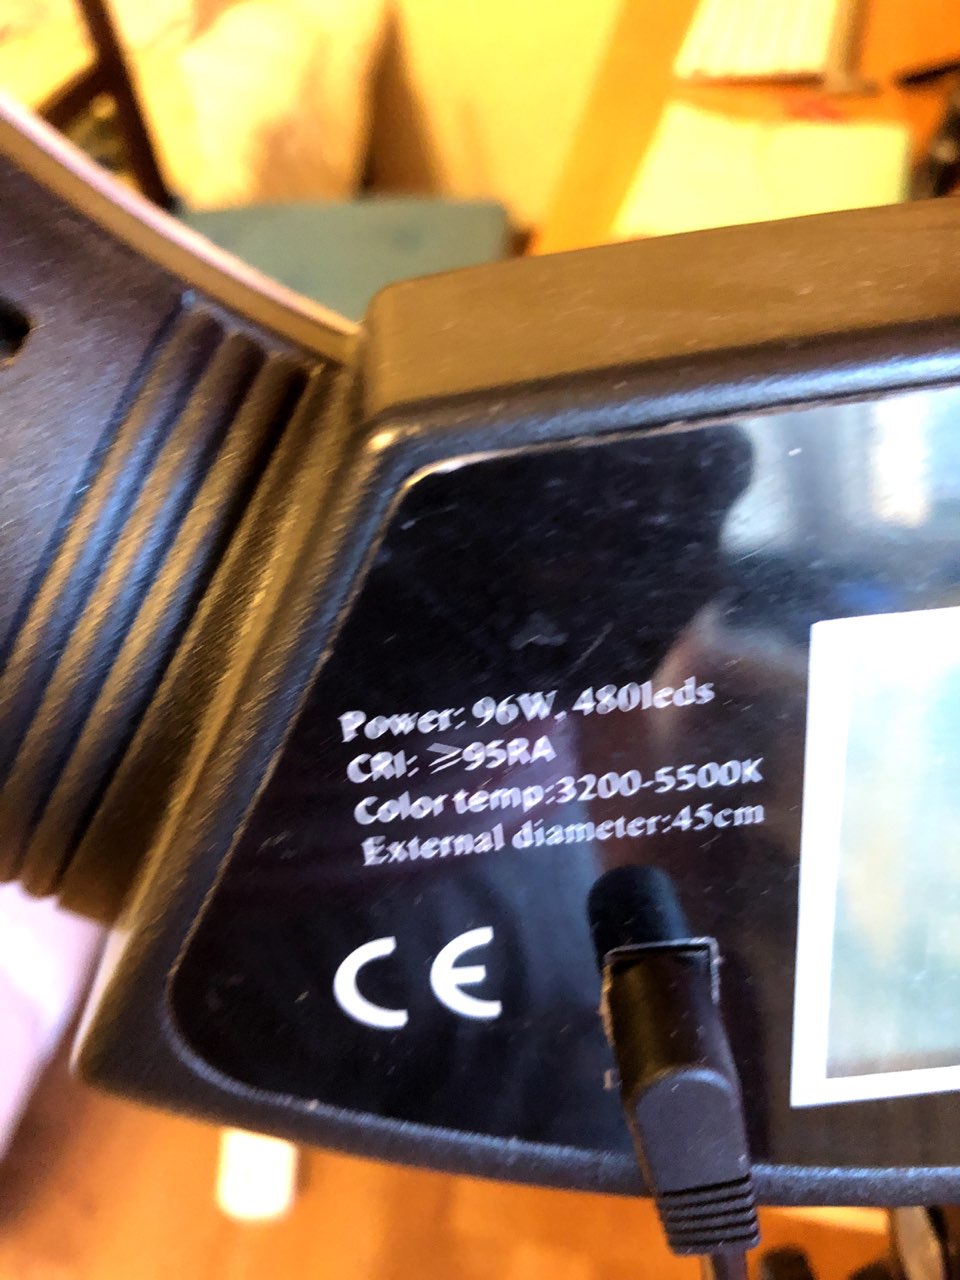 Power: 96W, 480leds
CRI: ≥95RA
Color temp:3200-5500K
External diameter:45cm
CE